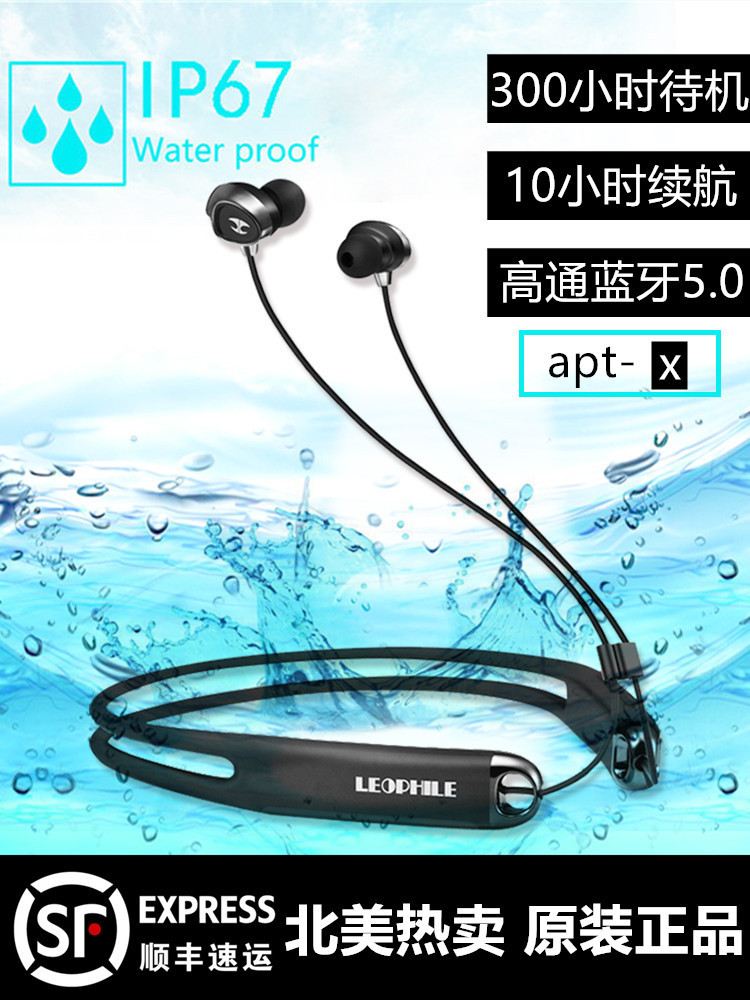 IP67
Water proof
300小时待机
10小时续航
高通蓝牙5.0
apt- x
LEOPHILE
SF
EXPRESS
顺丰速运
北美热卖 原装正品